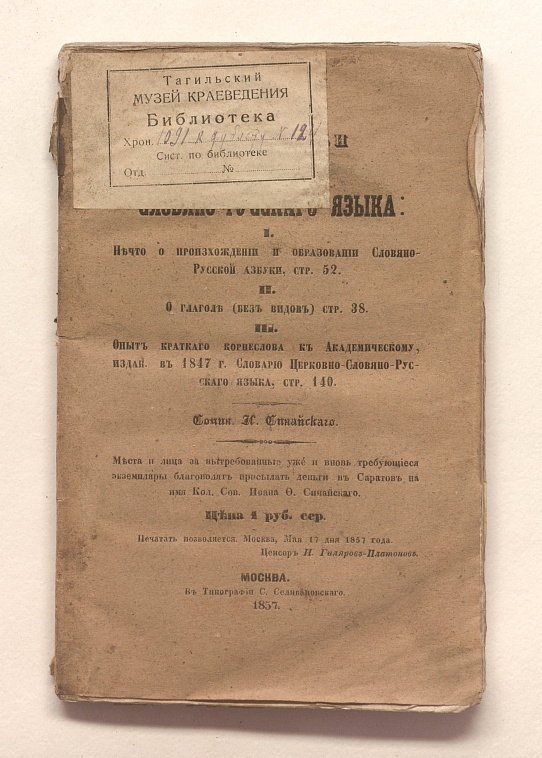 Тагильский
МУЗЕЙ КРАЕВЕДЕНИЯ
Библиотека
Хрон. 1091 к
Сист. по библиотеке
Отд. №
И
ЯЗЫКА:
I.
Нѣчто о произхожденіи и образованіи Словяно-
Русской азбуки, стр. 52.
II.
О глаголѣ (безъ видовъ) стр. 38.
III.
Опытъ краткаго корнеслова къ Академическому,
издан. въ 1847 г. Словарю Церковно-Словяно-Рус-
скаго языка, стр. 140.
Сочин. И. Синайскаго.
Мѣста и лица за вытребованные уже и вновь требующіеся
экземпляры благоволятъ присылать деньги въ Саратовъ на
имя Кол. Сов. Іоана Ѳ. Синайскаго.
Цѣна 1 руб. сер.
Печатать позволяется. Москва, Мая 17 дня 1857 года.
Ценсоръ Н. Гиляровъ-Платоновъ.
МОСКВА.
Въ Типографіи С. Селивановскаго.
1857.